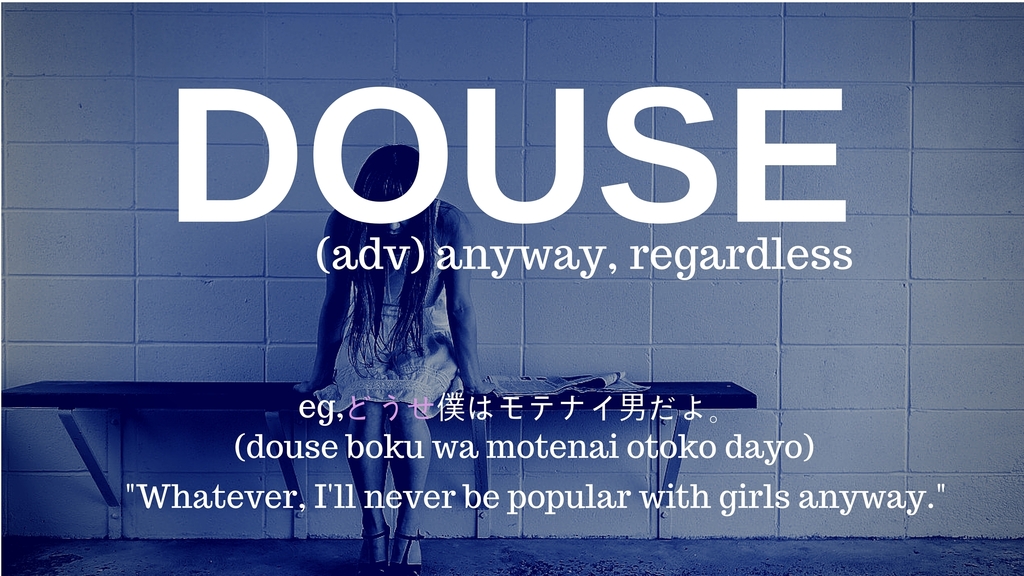 DOUSE
(adv) anyway, regardless
eg,どうせ僕はモテナイ男だよ。
(douse boku wa motenai otoko dayo)
"Whatever, I'll never be popular with girls anyway."